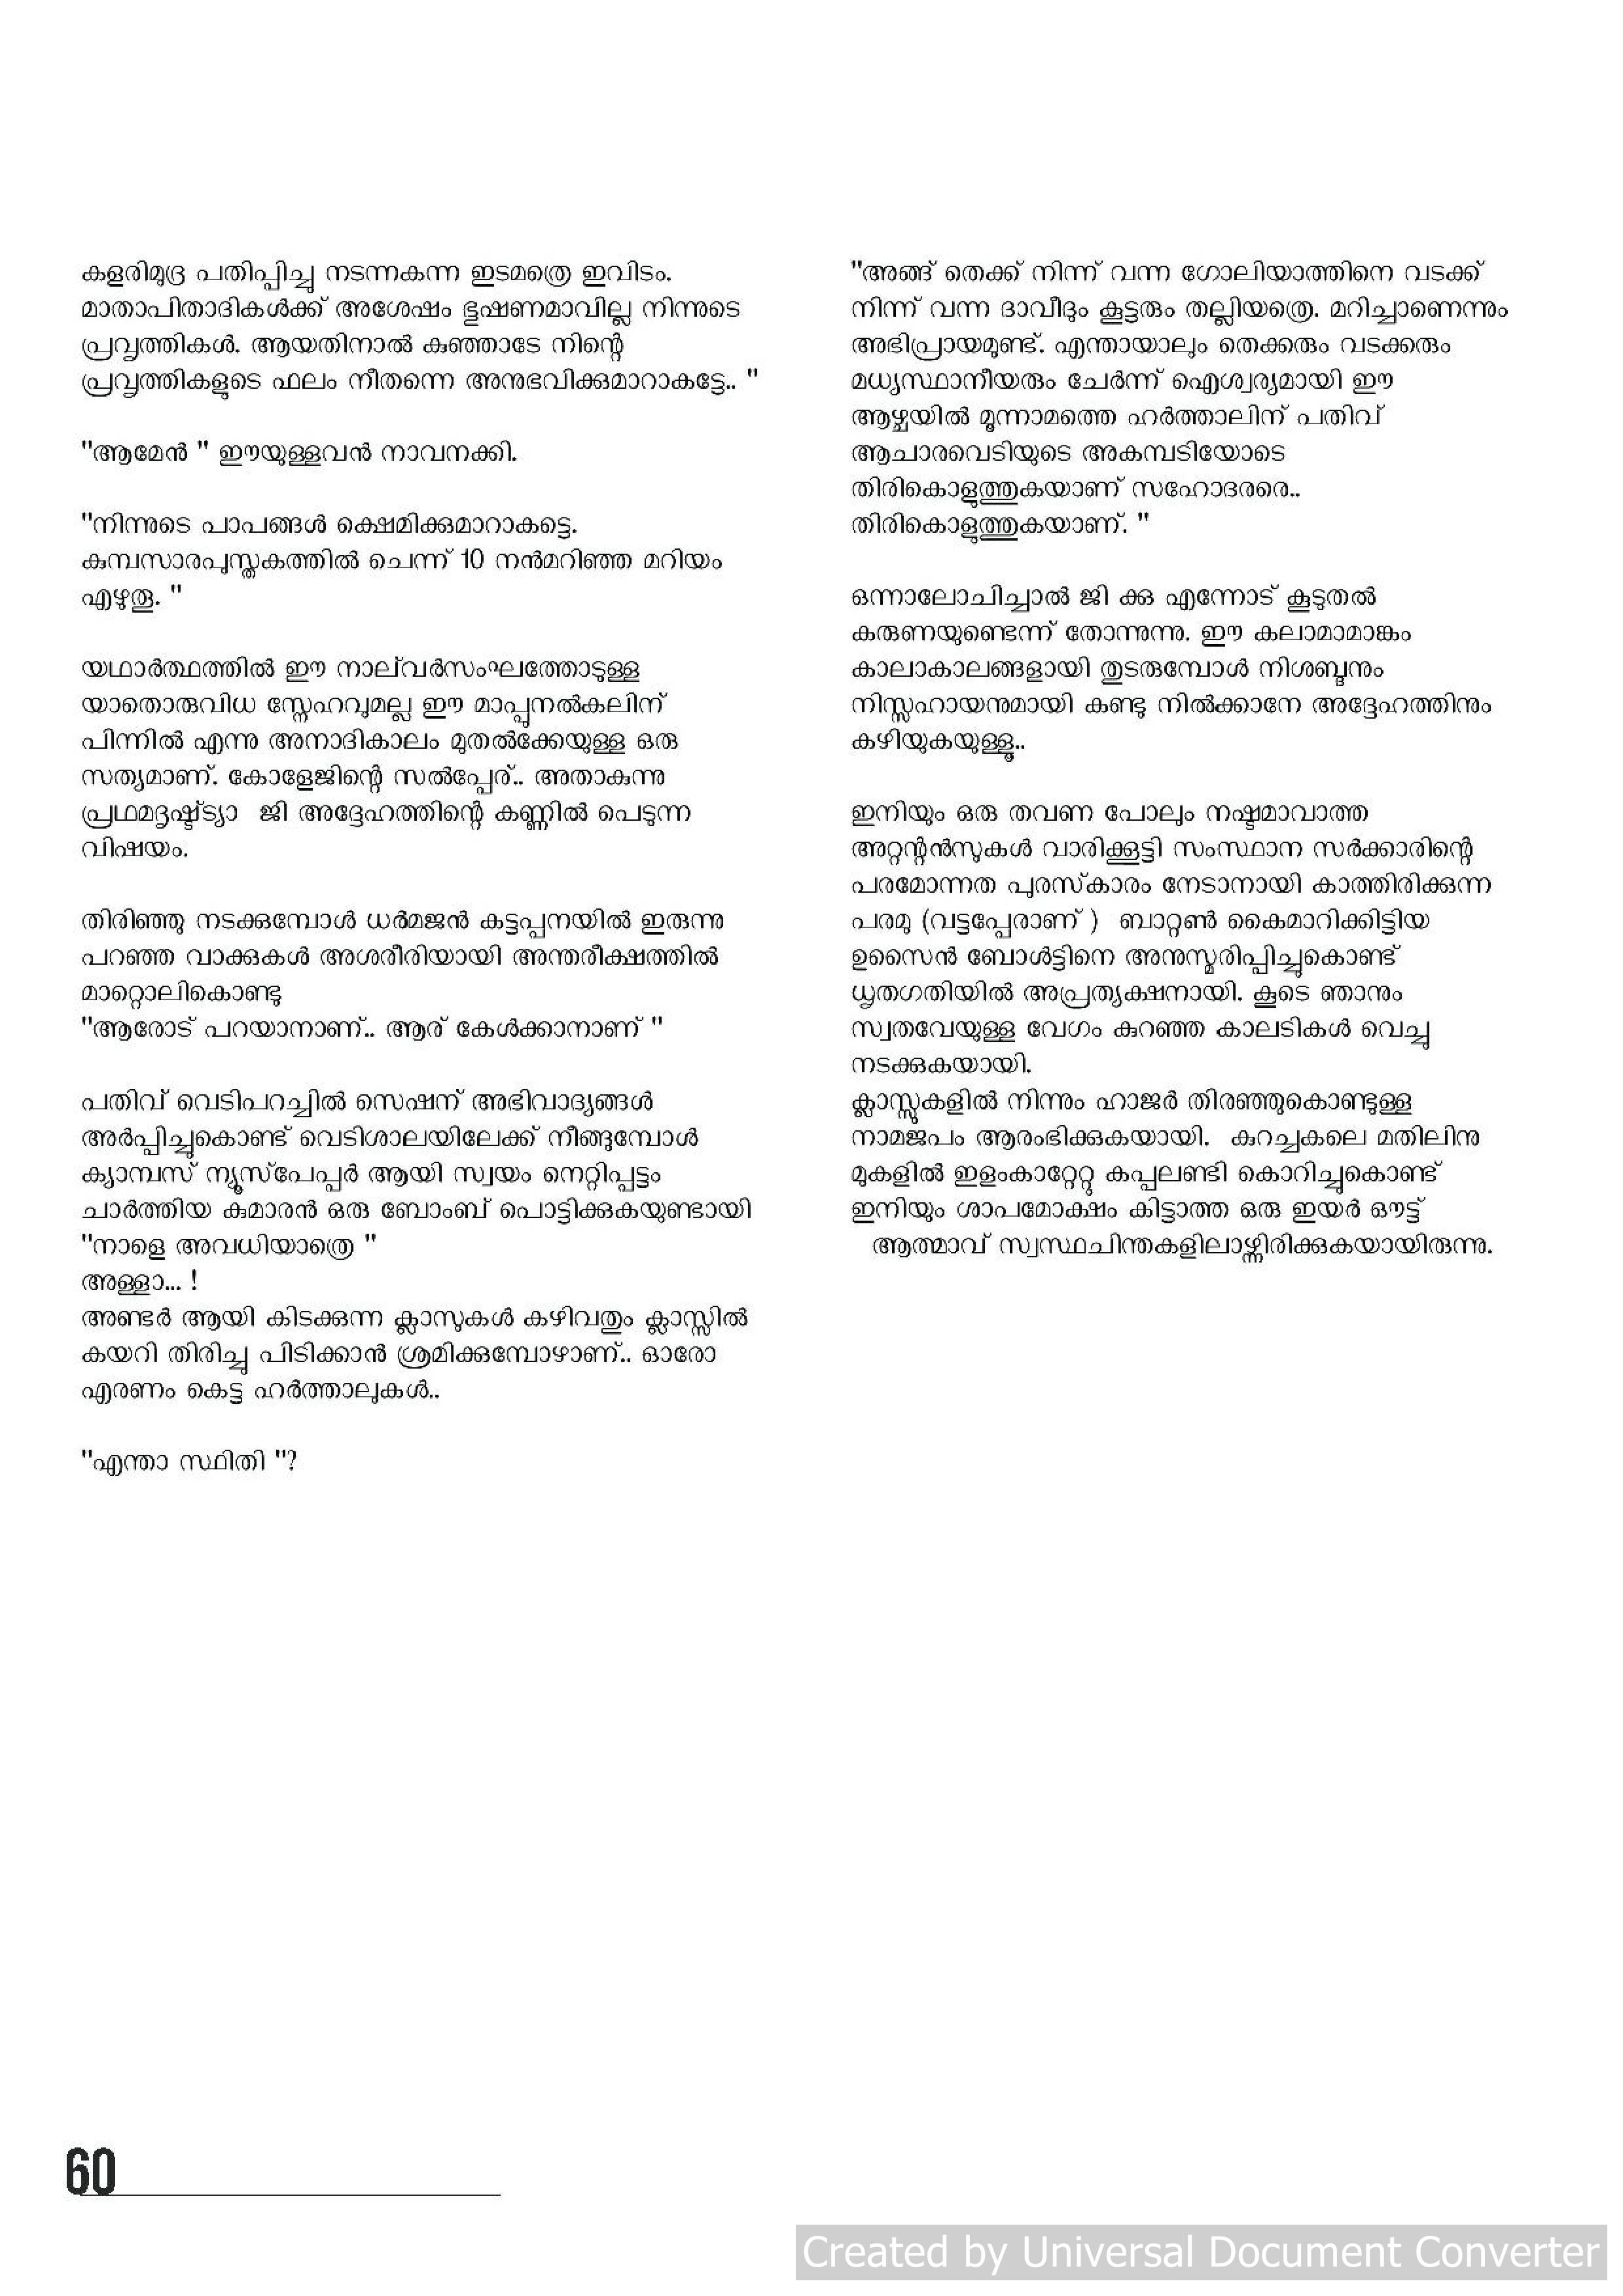 കളരിമുദ്ര പതിപ്പിച്ചു നടന്നകന്ന ഇടമത്രെ ഇവിടം.
മാതാപിതാദികൾക്ക് അശേഷം ഭൂഷണമാവില്ല നിന്നുടെ
പ്രവൃത്തികൾ. ആയതിനാൽ കുഞ്ഞാടേ നിന്റെ
പ്രവൃത്തികളുടെ ഫലം നീതന്നെ അനുഭവിക്കുമാറാകട്ടേ.. "
"ആമേൻ " ഈയുള്ളവൻ നാവനക്കി.
"നിന്നുടെ പാപങ്ങൾ ക്ഷെമിക്കുമാറാകട്ടെ.
കുമ്പസാരപുസ്തകത്തിൽ ചെന്ന് 10 നൻമറിഞ്ഞ മറിയം
എഴുതൂ. "
യഥാർത്ഥത്തിൽ ഈ നാല്വർസംഘത്തോടുള്ള
യാതൊരുവിധ സ്നേഹവുമല്ല ഈ മാപ്പുനൽകലിന്
പിന്നിൽ എന്നു അനാദികാലം മുതൽക്കേയുള്ള ഒരു
സത്യമാണ്. കോളേജിന്റെ സൽപ്പേര്.. അതാകുന്നു
പ്രഥമദൃഷ്ട്ട്യാ  ജി അദ്ദേഹത്തിന്റെ കണ്ണിൽ പെടുന്ന
വിഷയം.
തിരിഞ്ഞു നടക്കുമ്പോൾ ധർമജൻ കട്ടപ്പനയിൽ ഇരുന്നു
പറഞ്ഞ വാക്കുകൾ അശരീരിയായി അന്തരീക്ഷത്തിൽ
മാറ്റൊലികൊണ്ടു
"ആരോട് പറയാനാണ്.. ആര് കേൾക്കാനാണ് "
പതിവ് വെടിപറച്ചിൽ സെഷന് അഭിവാദ്യങ്ങൾ
അർപ്പിച്ചുകൊണ്ട് വെടിശാലയിലേക്ക് നീങ്ങുമ്പോൾ
ക്യാമ്പസ് ന്യൂസ്പേപ്പർ ആയി സ്വയം നെറ്റിപ്പട്ടം
ചാർത്തിയ കുമാരൻ ഒരു ബോംബ് പൊട്ടിക്കുകയുണ്ടായി
"നാളെ അവധിയാത്രെ "
അള്ളാ... !
അണ്ടർ ആയി കിടക്കുന്ന ക്ലാസുകൾ കഴിവതും ക്ലാസ്സിൽ
കയറി തിരിച്ചു പിടിക്കാൻ ശ്രമിക്കുമ്പോഴാണ്.. ഓരോ
എരണം കെട്ട ഹർത്താലുകൾ..
"എന്താ സ്ഥിതി "?
"അങ്ങ് തെക്ക് നിന്ന് വന്ന ഗോലിയാത്തിനെ വടക്ക്
നിന്ന് വന്ന ദാവീദും കൂട്ടരും തല്ലിയത്രെ. മറിച്ചാണെന്നും
അഭിപ്രായമുണ്ട്. എന്തായാലും തെക്കരും വടക്കരും
മധ്യസ്ഥാനീയരും ചേർന്ന് ഐശ്വര്യമായി ഈ
ആഴ്ചയിൽ മൂന്നാമത്തെ ഹർത്താലിന് പതിവ്
ആചാരവെടിയുടെ അകമ്പടിയോടെ
തിരികൊളുത്തുകയാണ് സഹോദരരെ..
തിരികൊളുത്തുകയാണ്. "
ഒന്നാലോചിച്ചാൽ ജി ക്കു എന്നോട് കൂടുതൽ
കരുണയുണ്ടെന്ന് തോന്നുന്നു. ഈ കലാമാമാങ്കം
കാലാകാലങ്ങളായി തുടരുമ്പോൾ നിശബ്ദനും
നിസ്സഹായനുമായി കണ്ടു നിൽക്കാനേ അദ്ദേഹത്തിനും
കഴിയുകയുള്ളൂ..
ഇനിയും ഒരു തവണ പോലും നഷ്ടമാവാത്ത
അറ്റന്റൻസുകൾ വാരിക്കൂട്ടി സംസ്ഥാന സർക്കാരിന്റെ
പരമോന്നത പുരസ്കാരം നേടാനായി കാത്തിരിക്കുന്ന
പരമു (വട്ടപ്പേരാണ് )  ബാറ്റൺ കൈമാറിക്കിട്ടിയ
ഉസൈൻ ബോൾട്ടിനെ അനുസ്മരിപ്പിച്ചുകൊണ്ട്
ധൃതഗതിയിൽ അപ്രത്യക്ഷനായി. കൂടെ ഞാനും
സ്വതവേയുള്ള വേഗം കുറഞ്ഞ കാലടികൾ വെച്ചു
നടക്കുകയായി.
ക്ലാസ്സുകളിൽ നിന്നും ഹാജർ തിരഞ്ഞുകൊണ്ടുള്ള
നാമജപം ആരംഭിക്കുകയായി.  കുറച്ചകലെ മതിലിനു
മുകളിൽ ഇളംകാറ്റേറ്റു കപ്പലണ്ടി കൊറിച്ചുകൊണ്ട്
ഇനിയും ശാപമോക്ഷം കിട്ടാത്ത ഒരു ഇയർ ഔട്ട്
ആത്മാവ് സ്വസ്ഥചിന്തകളിലാഴ്ന്നിരിക്കുകയായിരുന്നു.
60
Created by Universal Document Converter